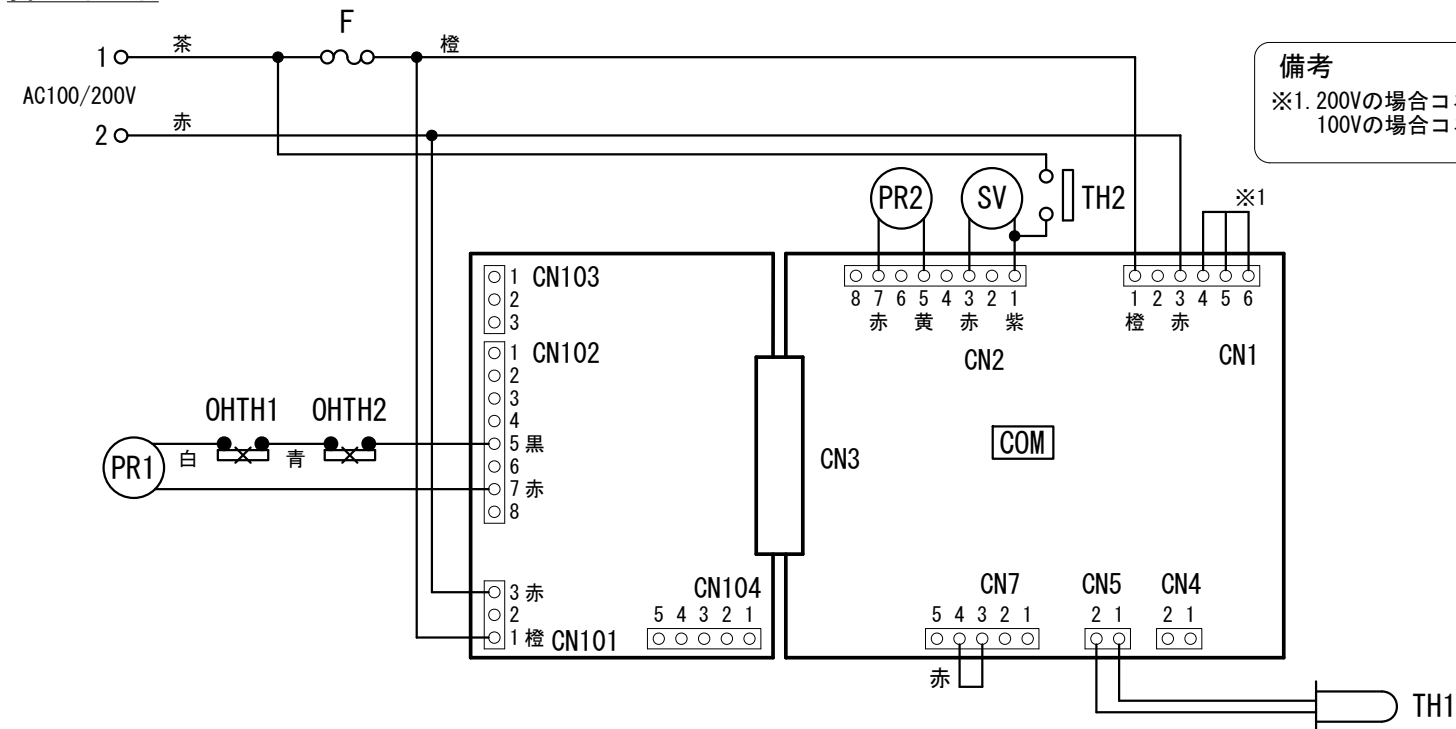 F
1 茶 橙
AC100/200V
2 赤
備考
※1. 200Vの場合コ
100Vの場合コ
PR2 SV TH2 ※1
8 7 6 5 4 3 2 1
赤 黄 赤 紫
CN2
1 2 3 4 5 6
橙 赤
CN1
1 CN103
2
3
1 CN102
2
3
4
5 黒
6
7 赤
8
OHTH1 OHTH2
PR1 白 青
CN3
COM
3 赤
2
1 橙 CN101
CN104
5 4 3 2 1
CN7
5 4 3 2 1
赤
CN5
2 1
CN4
2 1
TH1